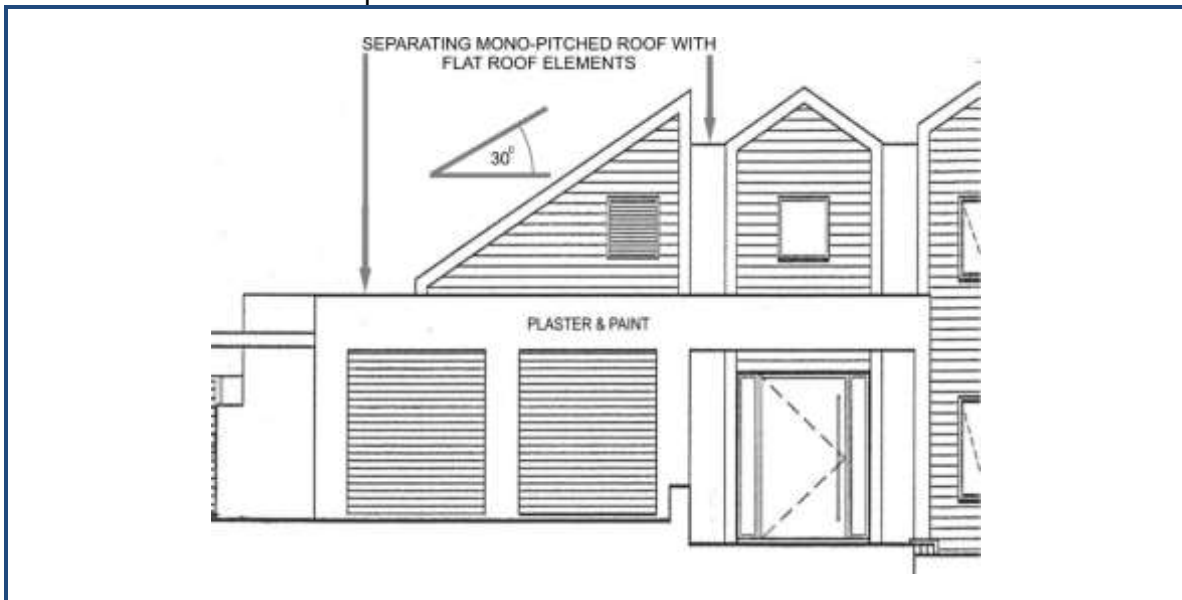 SEPARATING MONO-PITCHED ROOF WITH
FLAT ROOF ELEMENTS
30°
PLASTER & PAINT